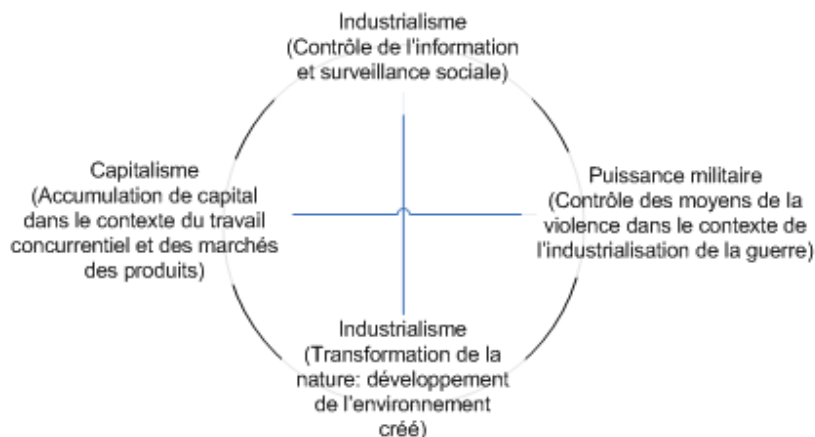 Industrialisme
(Contrôle de l'information
et surveillance sociale)
Capitalisme
(Accumulation de capital
dans le contexte du travail
concurrentiel et des marchés
des produits)
Puissance militaire
(Contrôle des moyens de la
violence dans le contexte de
l'industrialisation de la guerre)
Industrialisme
(Transformation de la
nature: développement
de l'environnement
créé)